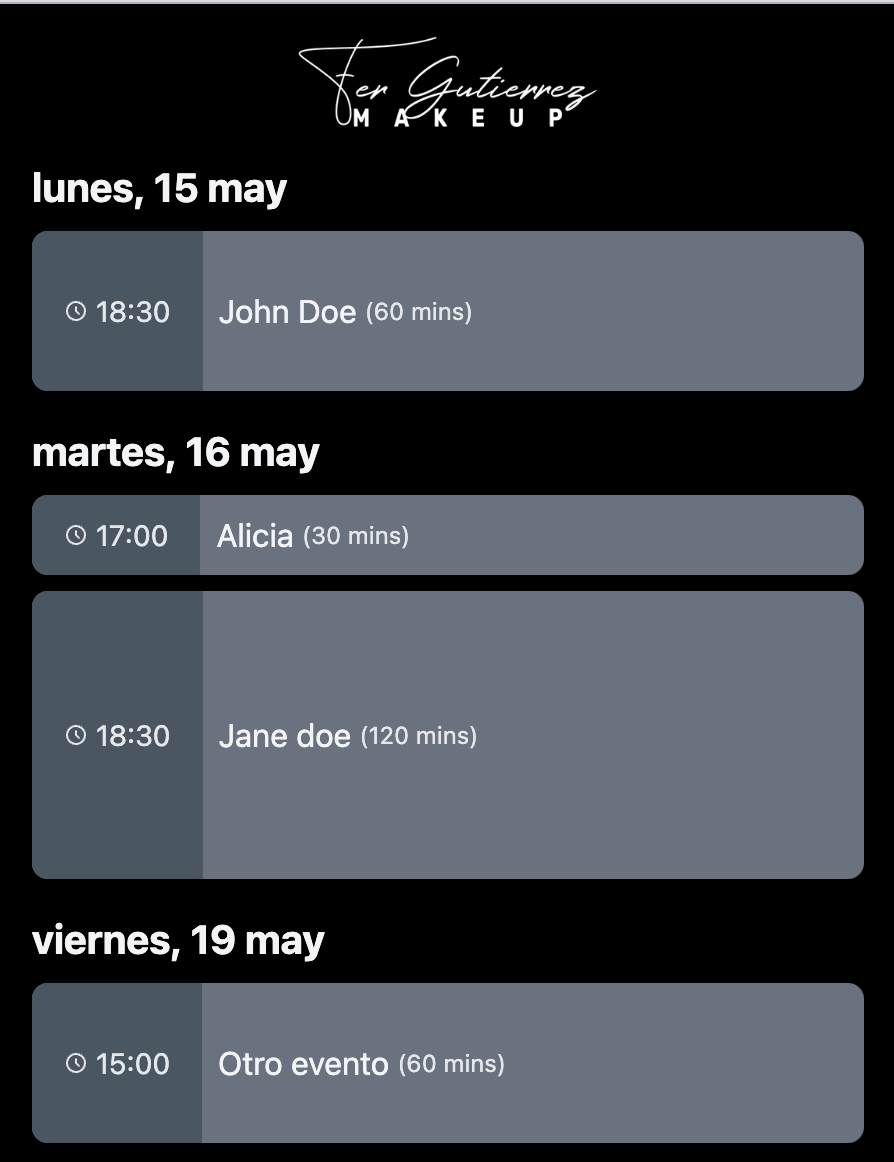 Fer Gutierrez
MAKEUP
lunes, 15 may
18:30 John Doe (60 mins)
martes, 16 may
17:00 Alicia (30 mins)
18:30 Jane doe (120 mins)
viernes, 19 may
15:00 Otro evento (60 mins)